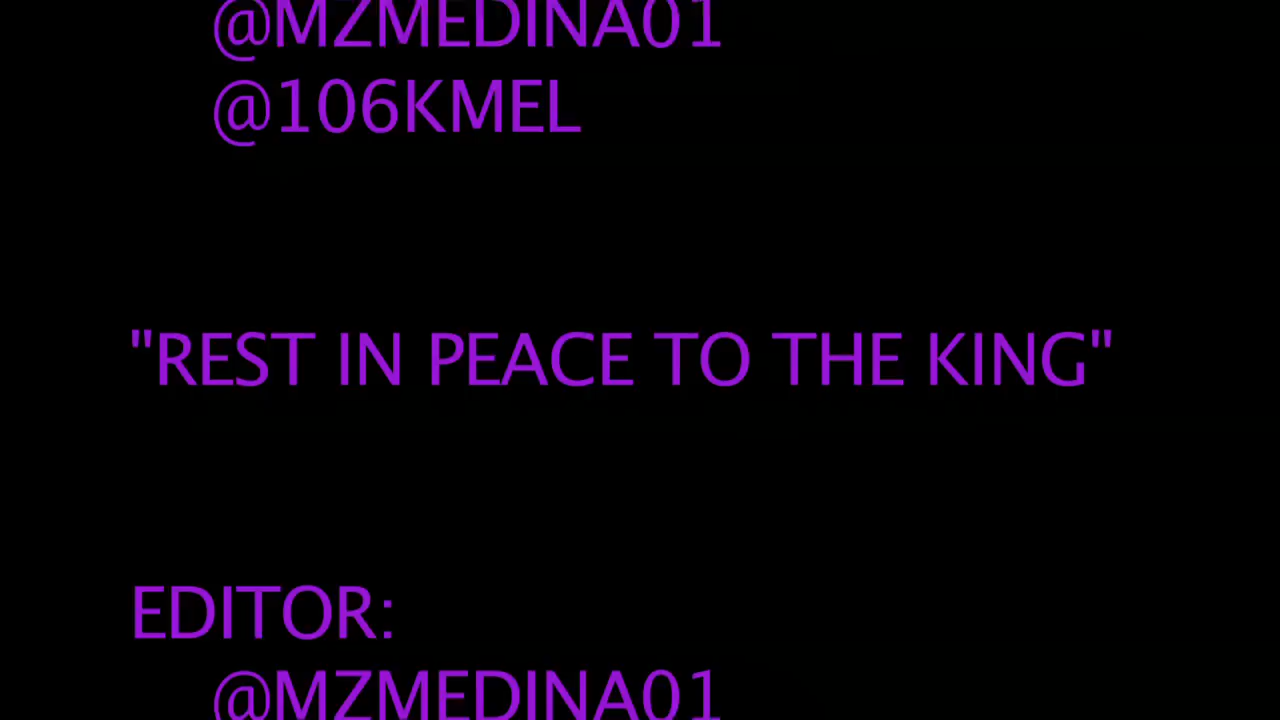 @MZMEDINA01
@106KMEL
"REST IN PEACE TO THE KING"
EDITOR:
@MZMEDINA01